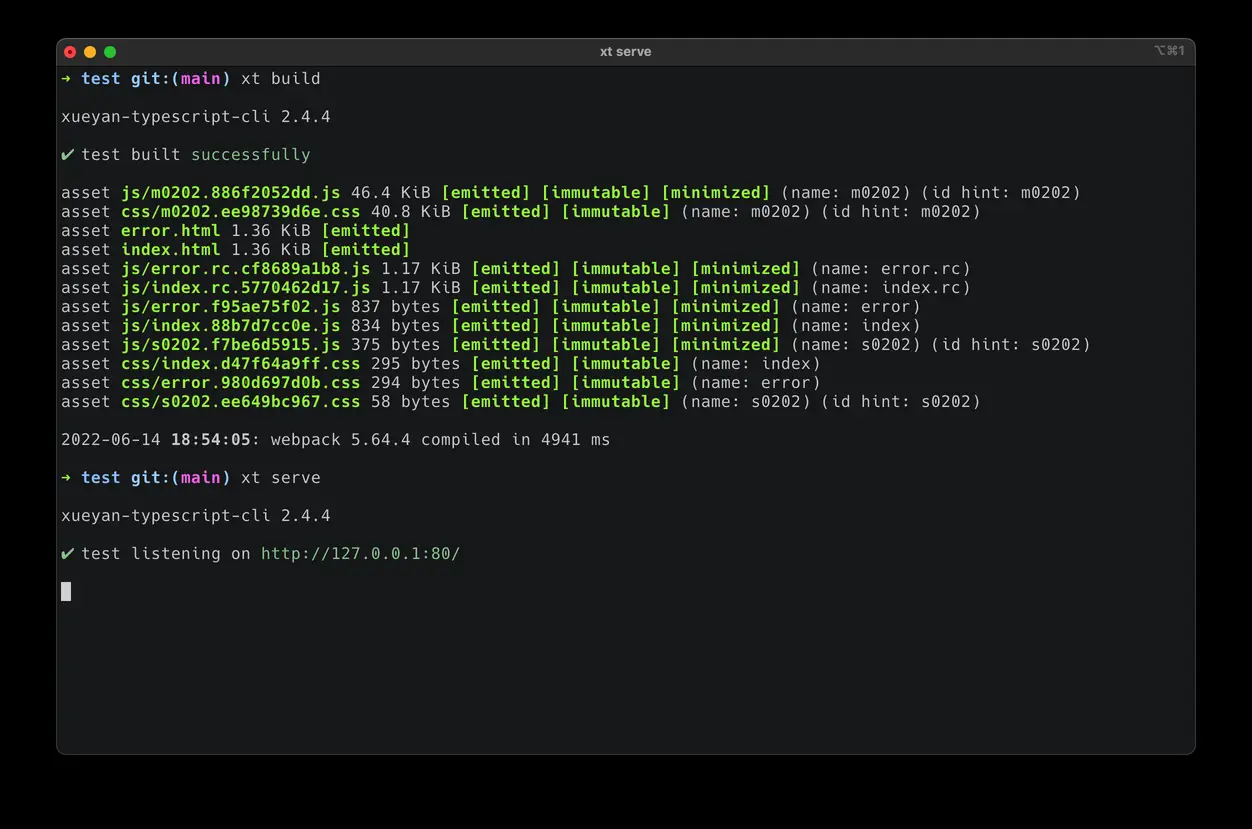 xt serve
⌥⌘1
➜ test git:(main) xt build
xueyan-typescript-cli 2.4.4
✔ test built successfully
asset js/m0202.886f2052dd.js 46.4 KiB [emitted] [immutable] [minimized] (name: m0202) (id hint: m0202)
asset css/m0202.ee98739d6e.css 40.8 KiB [emitted] [immutable] (name: m0202) (id hint: m0202)
asset error.html 1.36 KiB [emitted]
asset index.html 1.36 KiB [emitted]
asset js/error.rc.cf8689a1b8.js 1.17 KiB [emitted] [immutable] [minimized] (name: error.rc)
asset js/index.rc.5770462d17.js 1.17 KiB [emitted] [immutable] [minimized] (name: index.rc)
asset js/error.f95ae75f02.js 837 bytes [emitted] [immutable] [minimized] (name: error)
asset js/index.88b7d7cc0e.js 834 bytes [emitted] [immutable] [minimized] (name: index)
asset js/s0202.f7be6d5915.js 375 bytes [emitted] [immutable] [minimized] (name: s0202) (id hint: s0202)
asset css/index.d47f64a9ff.css 295 bytes [emitted] [immutable] (name: index)
asset css/error.980d697d0b.css 294 bytes [emitted] [immutable] (name: error)
asset css/s0202.ee649bc967.css 58 bytes [emitted] [immutable] (name: s0202) (id hint: s0202)
2022-06-14 18:54:05: webpack 5.64.4 compiled in 4941 ms
➜ test git:(main) xt serve
xueyan-typescript-cli 2.4.4
✔ test listening on http://127.0.0.1:80/